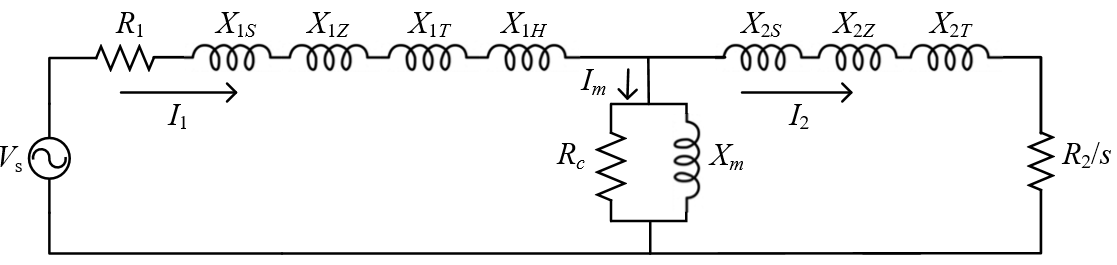 R1 X1S X1Z X1T X1H X2S X2Z X2T
I1 Im I2
Vs Rc Xm R2/s